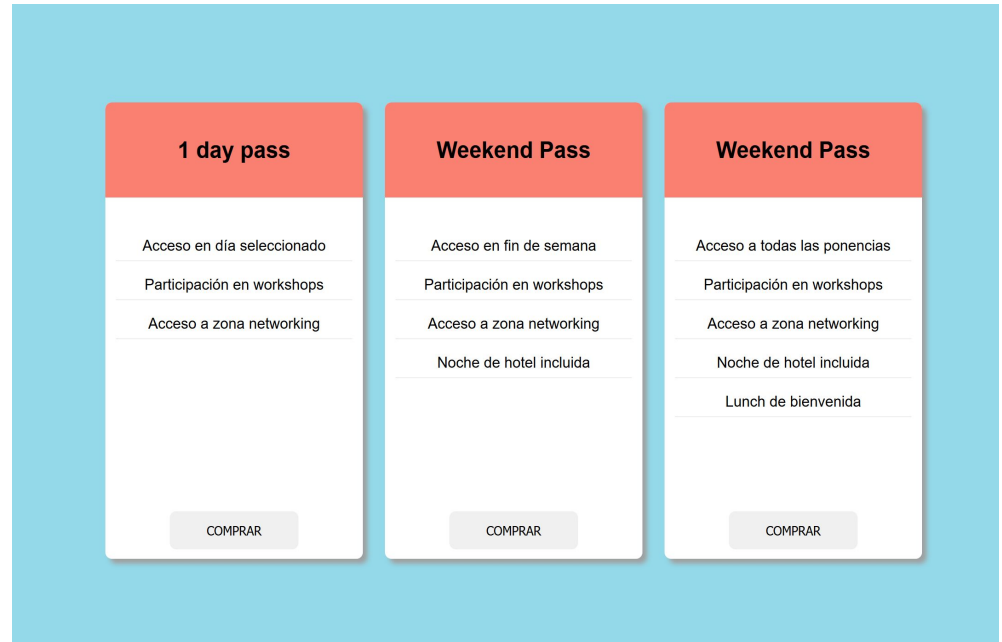 1 day pass
Acceso en día seleccionado
Participación en workshops
Acceso a zona networking
COMPRAR
Weekend Pass
Acceso en fin de semana
Participación en workshops
Acceso a zona networking
Noche de hotel incluida
COMPRAR
Weekend Pass
Acceso a todas las ponencias
Participación en workshops
Acceso a zona networking
Noche de hotel incluida
Lunch de bienvenida
COMPRAR